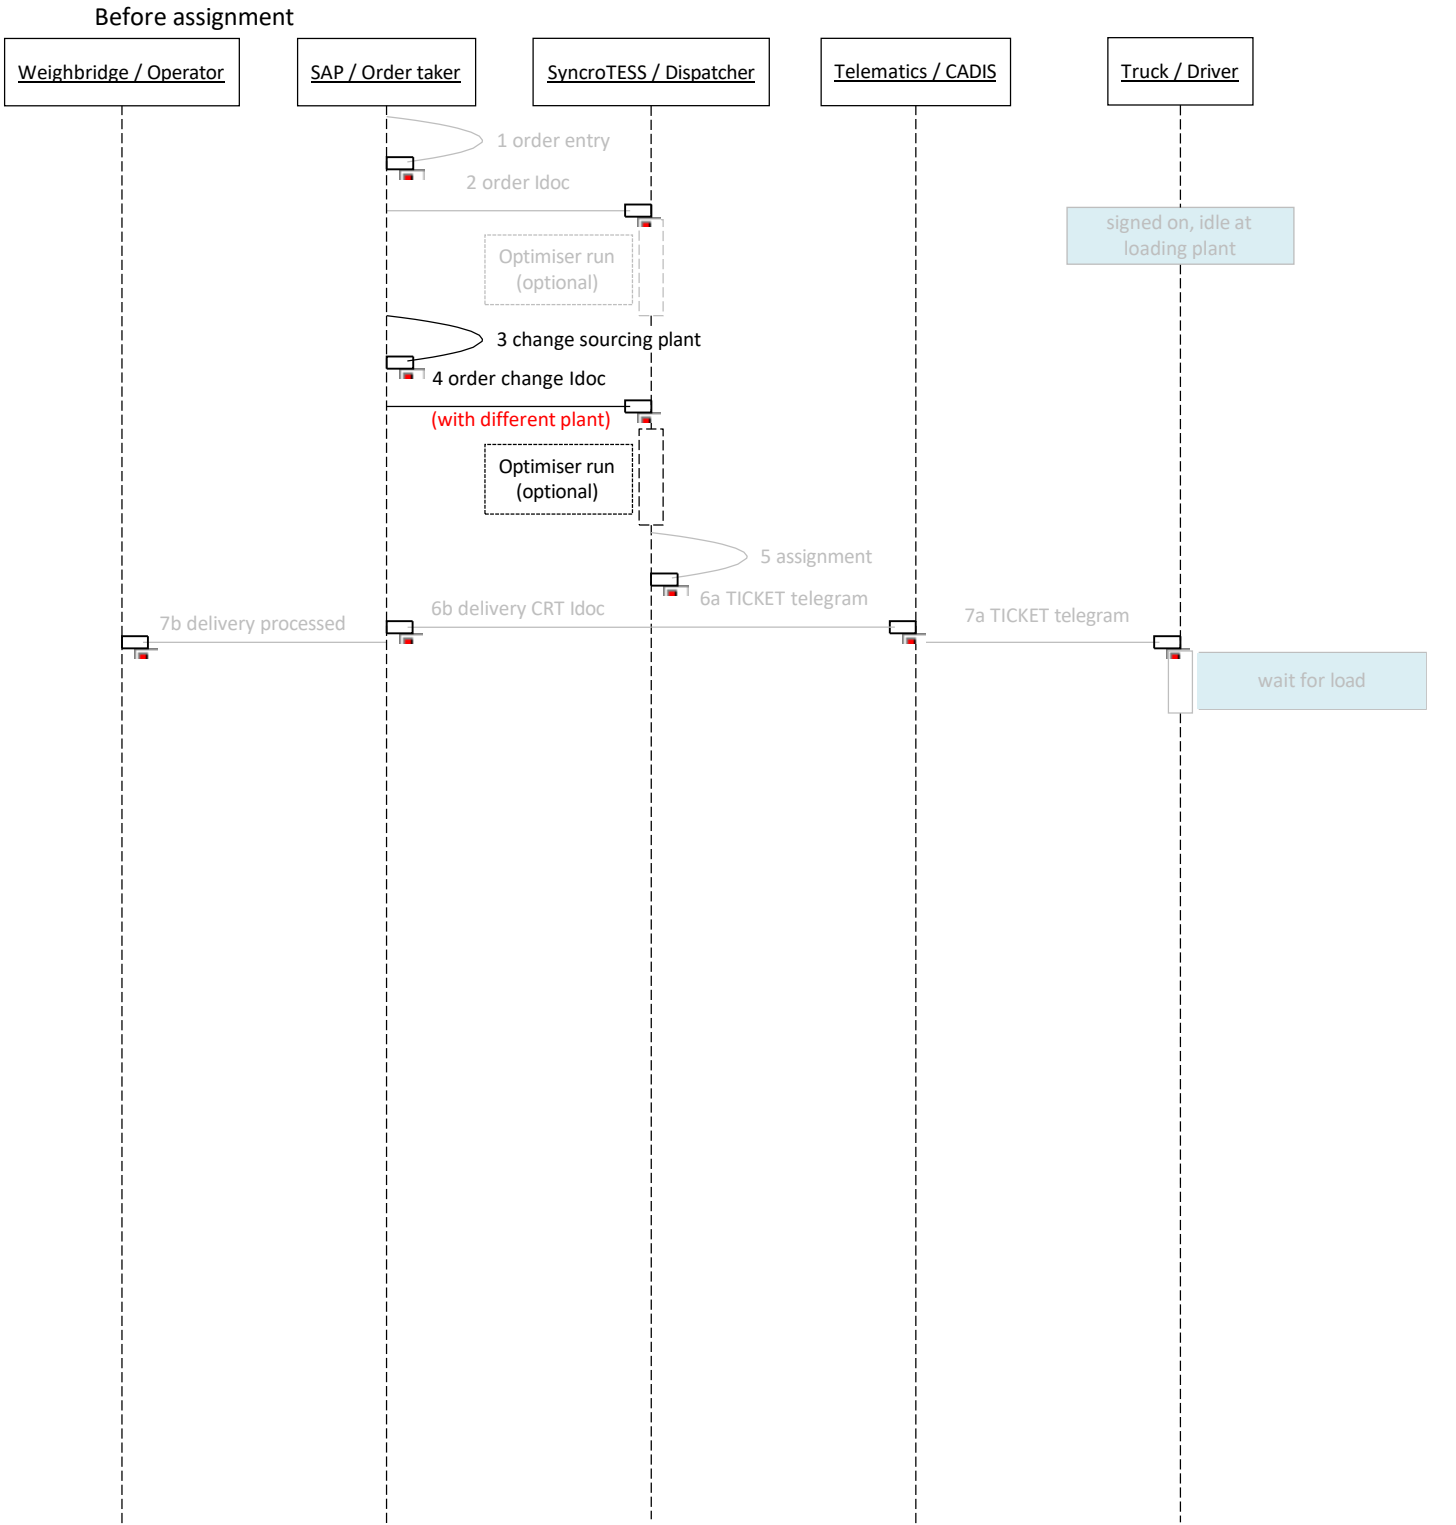 Before assignment
Weighbridge / Operator
SAP / Order taker
SyncroTESS / Dispatcher
Telematics / CADIS
Truck / Driver
1 order entry
2 order Idoc
signed on, idle at
loading plant
Optimiser run
(optional)
3 change sourcing plant
4 order change Idoc
(with different plant)
Optimiser run
(optional)
5 assignment
6a TICKET telegram
6b delivery CRT Idoc
7a TICKET telegram
7b delivery processed
wait for load